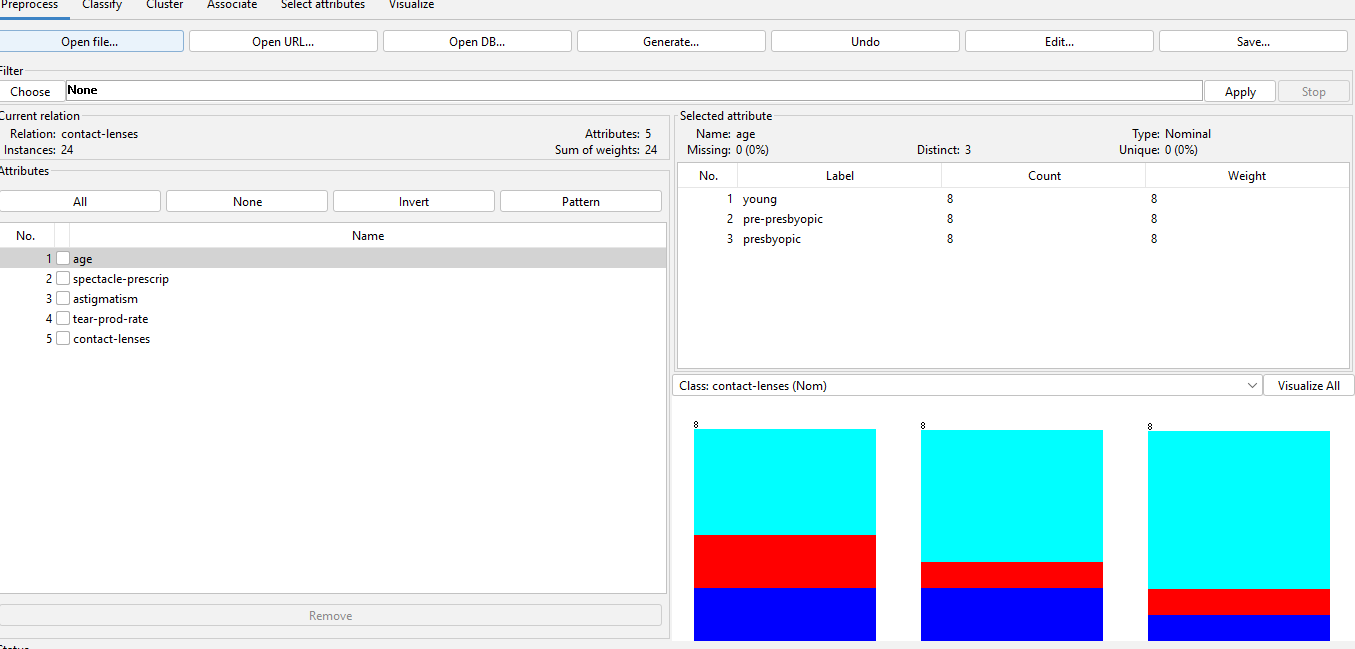 Preprocess Classify Cluster Associate Select attributes Visualize
Open file... Open URL... Open DB... Generate... Undo Edit... Save...
Filter
Choose None Apply Stop
Current relation
Relation: contact-lenses Attributes: 5
Instances: 24 Sum of weights: 24
Attributes
All None Invert Pattern
No. Name
1 age
2 spectacle-prescrip
3 astigmatism
4 tear-prod-rate
5 contact-lenses
Remove
Status
Selected attribute
Name: age Type: Nominal
Missing: 0 (0%) Distinct: 3 Unique: 0 (0%)
No. Label Count Weight
1 young 8 8
2 pre-presbyopic 8 8
3 presbyopic 8 8
Class: contact-lenses (Nom) Visualize All
8 8 8